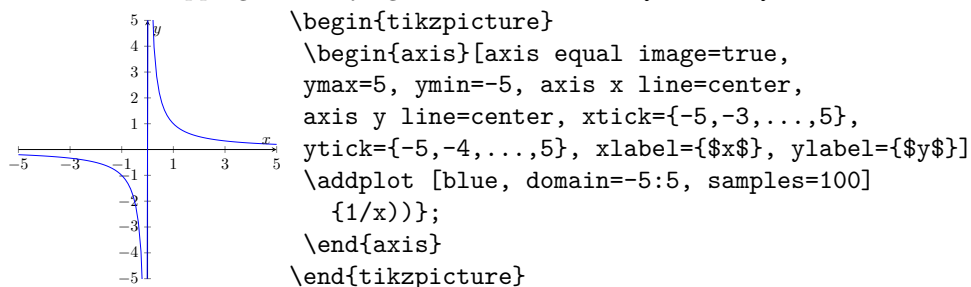 5
y
4
3
2
1
x
−5 −3 −1 1 3 5
−1
−2
−3
−4
−5
\begin{tikzpicture}
\begin{axis}[axis equal image=true,
ymax=5, ymin=-5, axis x line=center,
axis y line=center, xtick={-5,-3,...,5},
ytick={-5,-4,...,5}, xlabel={$x$}, ylabel={$y$}]
\addplot [blue, domain=-5:5, samples=100]
{1/x))};
\end{axis}
\end{tikzpicture}